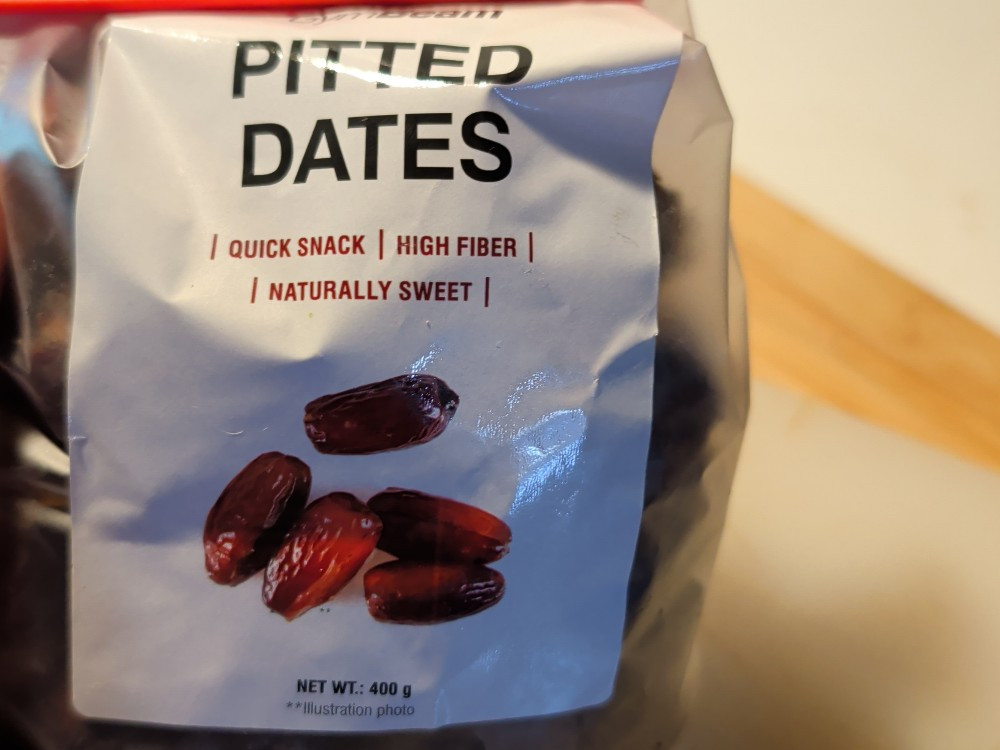 PITTED
DATES
| QUICK SNACK | HIGH FIBER |
| NATURALLY SWEET |
NET WT.: 400 g
**Illustration photo